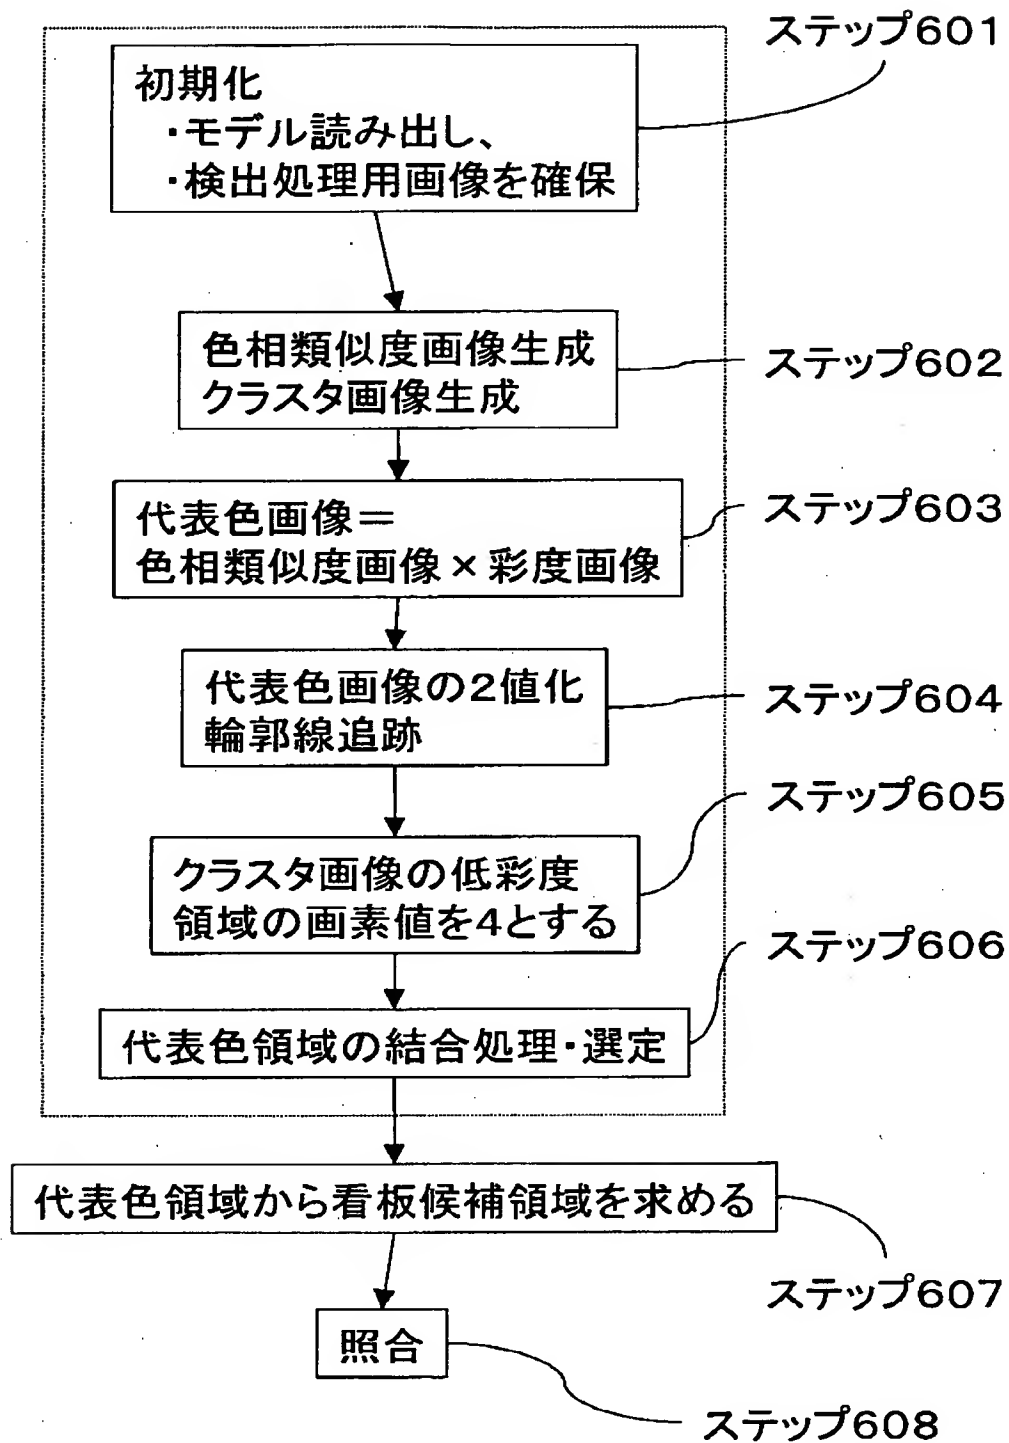 ステップ601
初期化
・モデル読み出し、
・検出処理用画像を確保
色相類似度画像生成
クラスタ画像生成
ステップ602
代表色画像＝
色相類似度画像×彩度画像
ステップ603
代表色画像の2値化
輪郭線追跡
ステップ604
クラスタ画像の低彩度
領域の画素値を4とする
ステップ605
代表色領域の結合処理・選定
ステップ606
代表色領域から看板候補領域を求める
ステップ607
照合
ステップ608